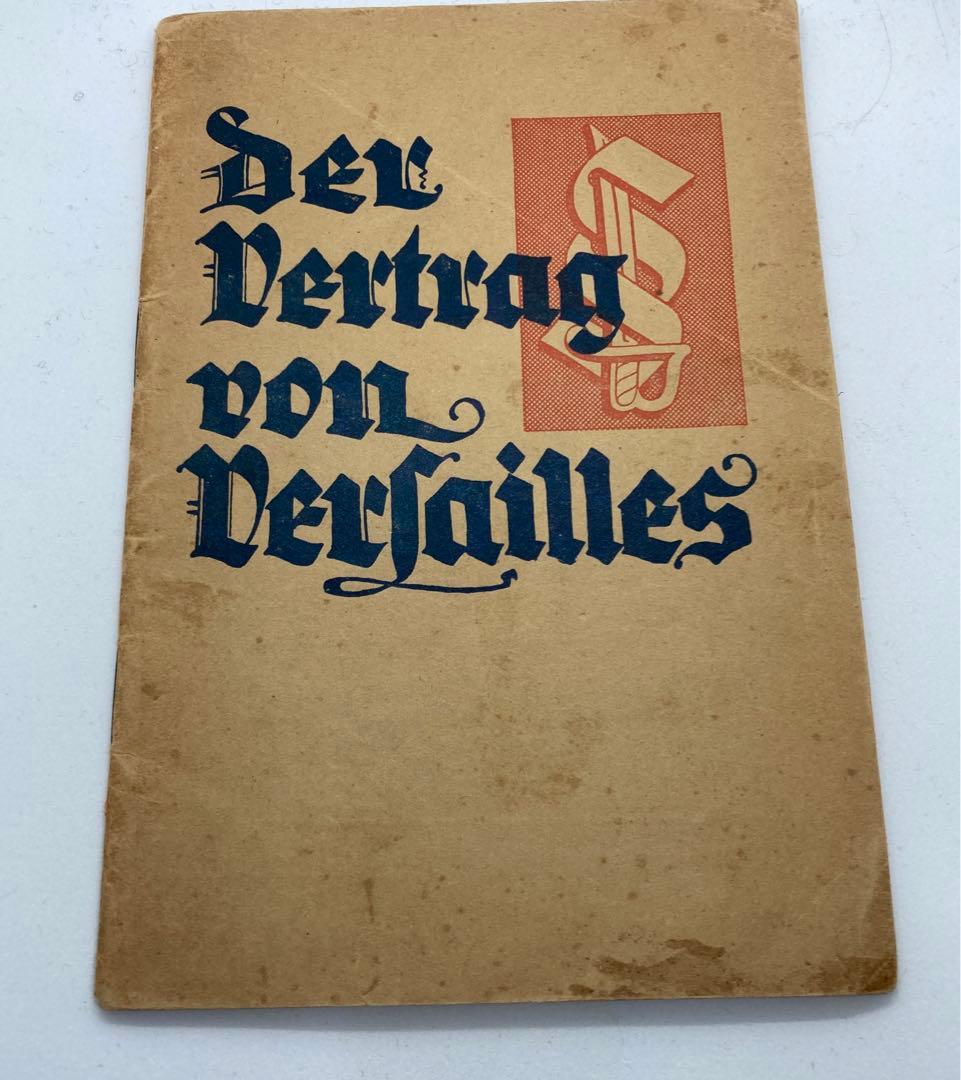 der
Vertrag
von
Verſailles
§